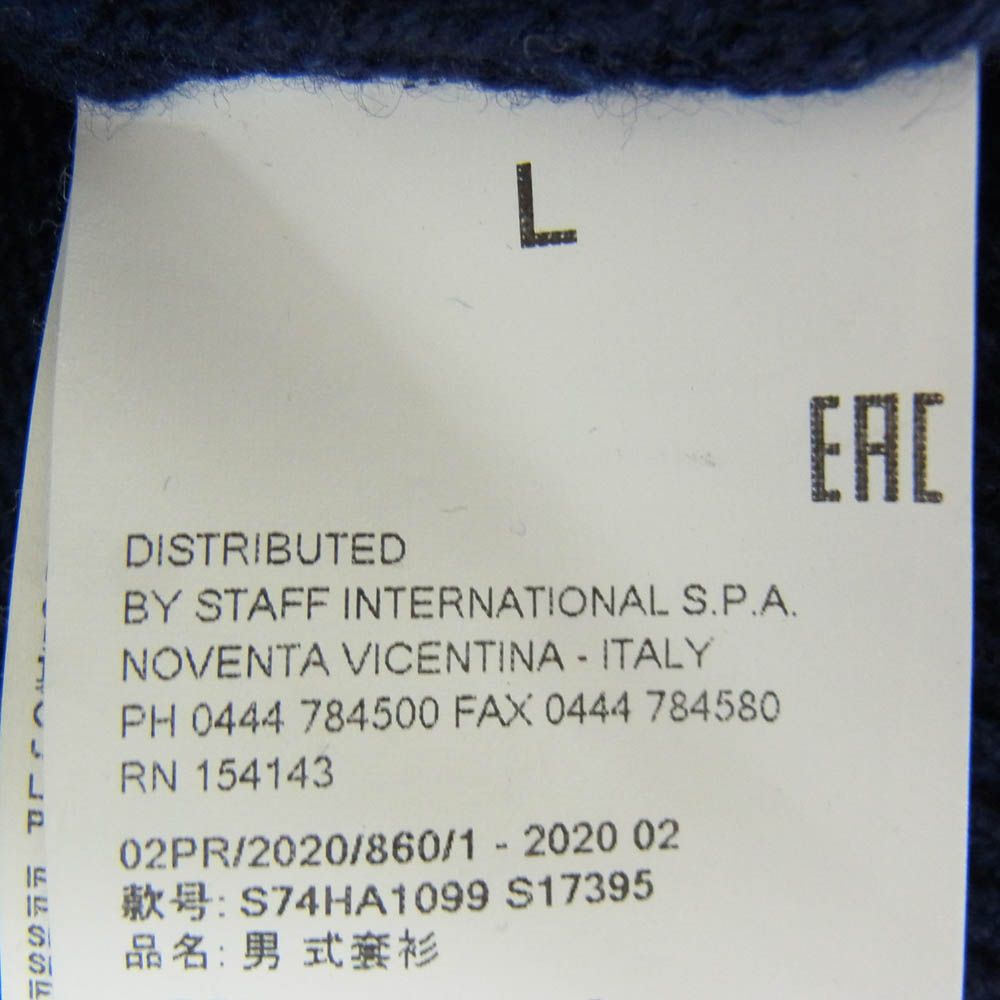 L
EAC
DISTRIBUTED
BY STAFF INTERNATIONAL S.P.A.
NOVENTA VICENTINA - ITALY
PH 0444 784500 FAX 0444 784580
RN 154143
02PR/2020/860/1 - 2020 02
款号: S74HA1099 S17395
品名: 男 式套衫